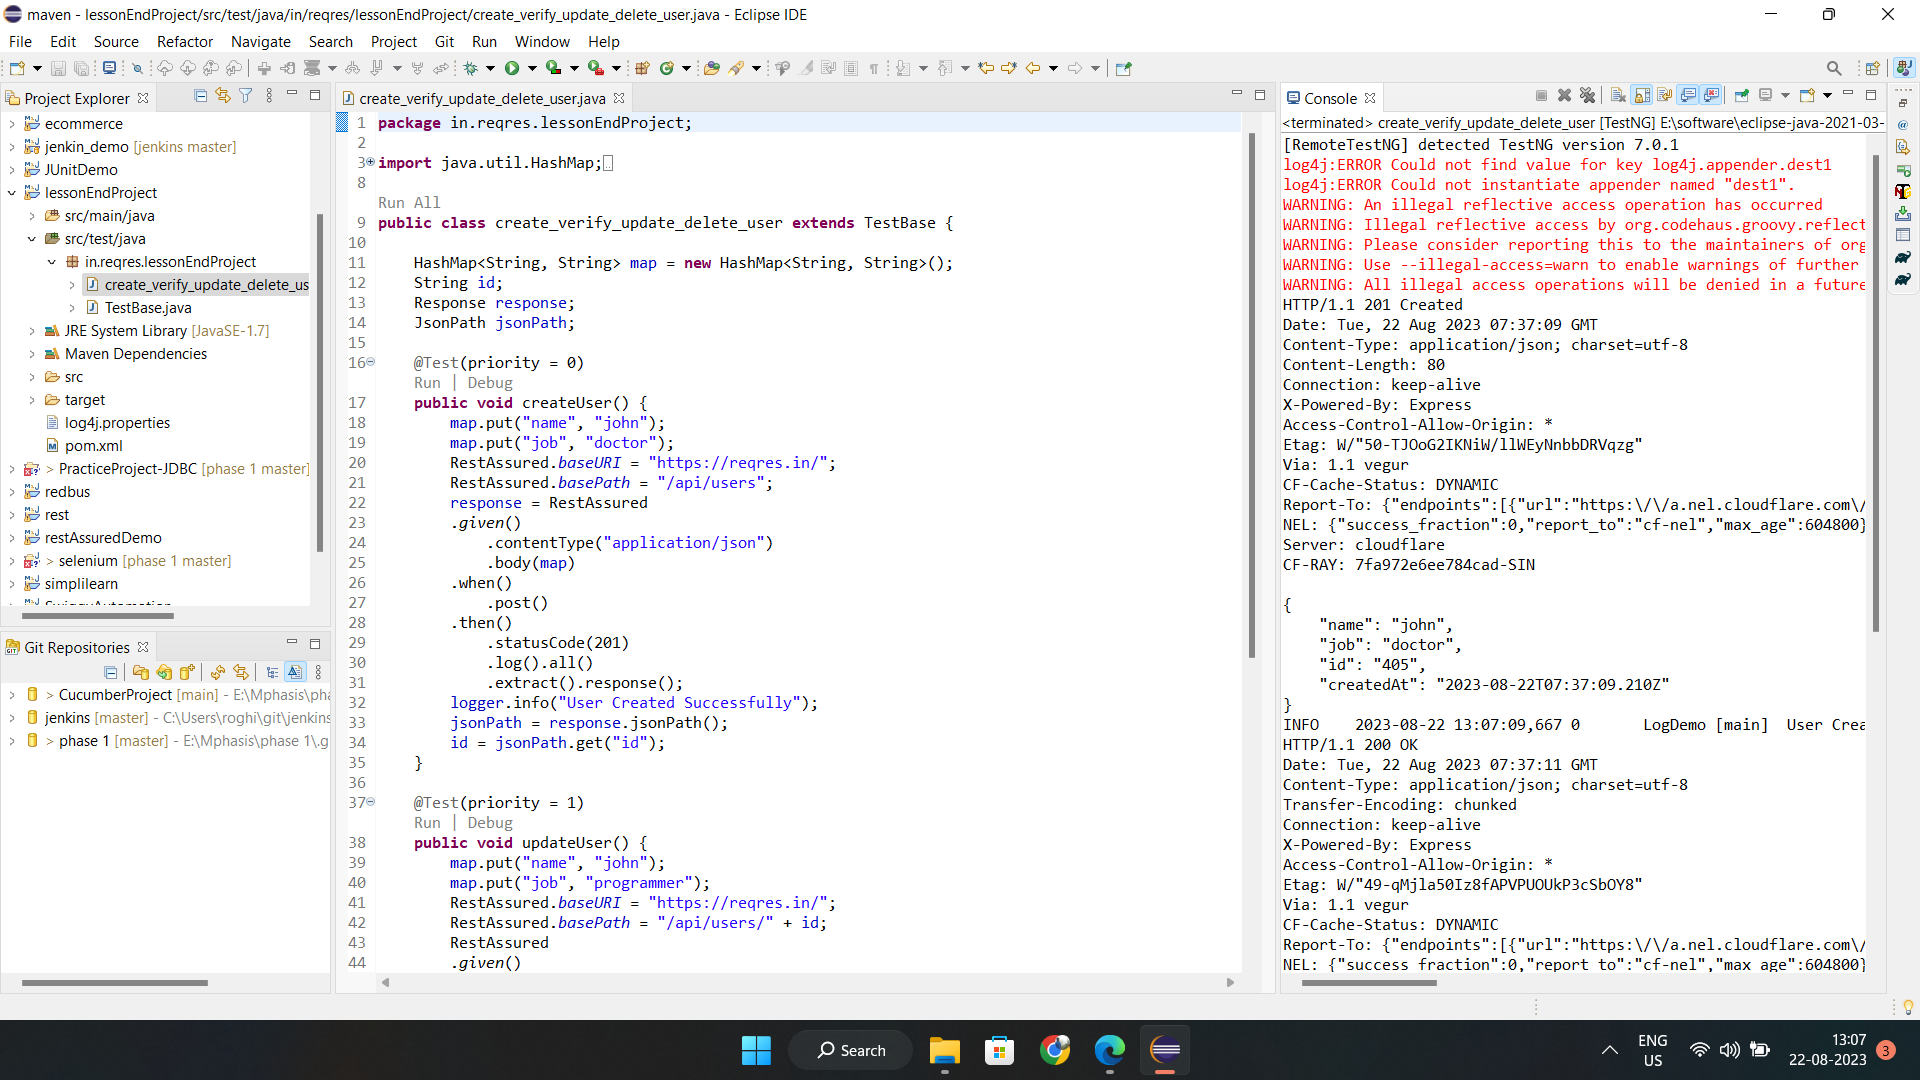 maven - lessonEndProject/src/test/java/in/reqres/lessonEndProject/create_verify_update_delete_user.java - Eclipse IDE
File Edit Source Refactor Navigate Search Project Git Run Window Help
Project Explorer
ecommerce
jenkin_demo [jenkins master]
JUnitDemo
lessonEndProject
src/main/java
src/test/java
in.reqres.lessonEndProject
create_verify_update_delete_us
TestBase.java
JRE System Library [JavaSE-1.7]
Maven Dependencies
src
target
log4j.properties
pom.xml
> PracticeProject-JDBC [phase 1 master]
redbus
rest
restAssuredDemo
> selenium [phase 1 master]
simplilearn
SwiggyAutomation
Git Repositories
> CucumberProject [main] - E:\Mphasis\pha
jenkins [master] - C:\Users\roghi\git\jenkins
> phase 1 [master] - E:\Mphasis\phase 1\.g
create_verify_update_delete_user.java
1 package in.reqres.lessonEndProject;
2
3 import java.util.HashMap;
8
Run All
9 public class create_verify_update_delete_user extends TestBase {
10
11 HashMap<String, String> map = new HashMap<String, String>();
12 String id;
13 Response response;
14 JsonPath jsonPath;
15
16 @Test(priority = 0)
Run | Debug
17 public void createUser() {
18 map.put("name", "john");
19 map.put("job", "doctor");
20 RestAssured.baseURI = "https://reqres.in/";
21 RestAssured.basePath = "/api/users";
22 response = RestAssured
23 .given()
24 .contentType("application/json")
25 .body(map)
26 .when()
27 .post()
28 .then()
29 .statusCode(201)
30 .log().all()
31 .extract().response();
32 logger.info("User Created Successfully");
33 jsonPath = response.jsonPath();
34 id = jsonPath.get("id");
35 }
36
37 @Test(priority = 1)
Run | Debug
38 public void updateUser() {
39 map.put("name", "john");
40 map.put("job", "programmer");
41 RestAssured.baseURI = "https://reqres.in/";
42 RestAssured.basePath = "/api/users/" + id;
43 RestAssured
44 .given()
Console
<terminated> create_verify_update_delete_user [TestNG] E:\software\eclipse-java-2021-03-
[RemoteTestNG] detected TestNG version 7.0.1
log4j:ERROR Could not find value for key log4j.appender.dest1
log4j:ERROR Could not instantiate appender named "dest1".
WARNING: An illegal reflective access operation has occurred
WARNING: Illegal reflective access by org.codehaus.groovy.reflect
WARNING: Please consider reporting this to the maintainers of org
WARNING: Use --illegal-access=warn to enable warnings of further
WARNING: All illegal access operations will be denied in a future
HTTP/1.1 201 Created
Date: Tue, 22 Aug 2023 07:37:09 GMT
Content-Type: application/json; charset=utf-8
Content-Length: 80
Connection: keep-alive
X-Powered-By: Express
Access-Control-Allow-Origin: *
Etag: W/"50-TJOoG2IKNiW/llWEyNnbbDRVqzg"
Via: 1.1 vegur
CF-Cache-Status: DYNAMIC
Report-To: {"endpoints":[{"url":"https:\/\/a.nel.cloudflare.com\/
NEL: {"success_fraction":0,"report_to":"cf-nel","max_age":604800}
Server: cloudflare
CF-RAY: 7fa972e6ee784cad-SIN
{
"name": "john",
"job": "doctor",
"id": "405",
"createdAt": "2023-08-22T07:37:09.210Z"
}
INFO 2023-08-22 13:07:09,667 0 LogDemo [main] User Crea
HTTP/1.1 200 OK
Date: Tue, 22 Aug 2023 07:37:11 GMT
Content-Type: application/json; charset=utf-8
Transfer-Encoding: chunked
Connection: keep-alive
X-Powered-By: Express
Access-Control-Allow-Origin: *
Etag: W/"49-qMjla50Iz8fAPVPUOUkP3cSbOY8"
Via: 1.1 vegur
CF-Cache-Status: DYNAMIC
Report-To: {"endpoints":[{"url":"https:\/\/a.nel.cloudflare.com\/
NEL: {"success_fraction":0,"report_to":"cf-nel","max_age":604800}
Search
ENG
US
13:07
22-08-2023
3